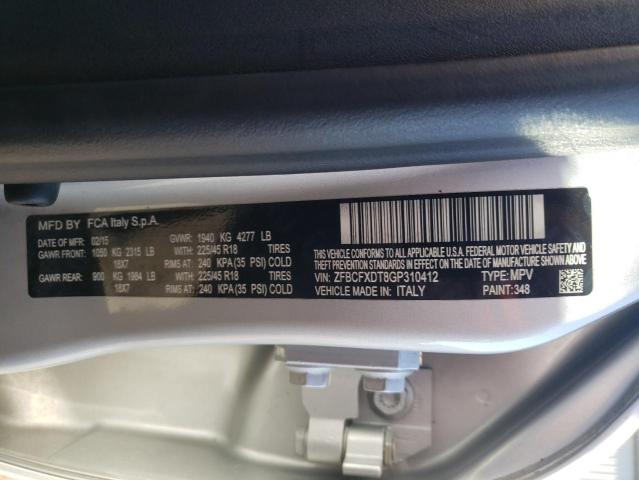 MFD BY FCA Italy S.p.A.
DATE OF MFR: 02/15 GVWR: 1940 KG 4277 LB
GAWR FRONT: 1050 KG 2315 LB WITH: 225/45 R18 TIRES
18X7 RIMS AT: 240 KPA (35 PSI) COLD
GAWR REAR: 900 KG 1984 LB WITH: 225/45 R18 TIRES
18X7 RIMS AT: 240 KPA (35 PSI) COLD
THIS VEHICLE CONFORMS TO ALL APPLICABLE U.S.A. FEDERAL MOTOR VEHICLE
SAFETY, BUMPER, AND THEFT PREVENTION STANDARDS IN EFFECT ON THE DATE OF
MANUFACTURE SHOWN ABOVE
VIN: ZFBCFXDT8GP310412 TYPE: MPV
VEHICLE MADE IN: ITALY PAINT: 348